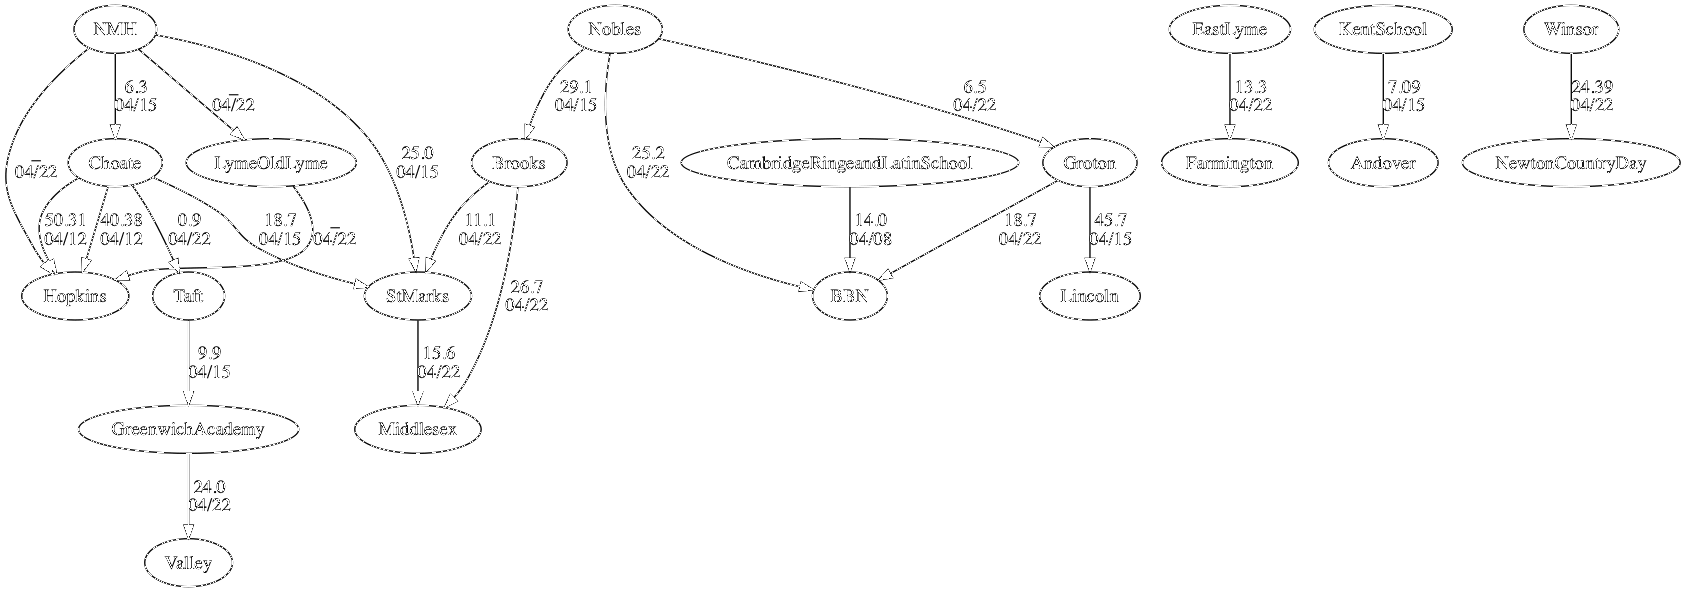 NMH
Nobles
EastLyme
KentSchool
Winsor
6.3
04/15
–
04/22
29.1
04/15
6.5
04/22
13.3
04/22
7.09
04/15
24.39
04/22
–
04/22
Choate
LymeOldLyme
25.0
04/15
Brooks
25.2
04/22
CambridgeRingeandLatinSchool
Groton
Farmington
Andover
NewtonCountryDay
50.31
04/12
40.38
04/12
0.9
04/22
18.7
04/15
–
04/22
11.1
04/22
14.0
04/08
18.7
04/22
45.7
04/15
Hopkins
Taft
StMarks
26.7
04/22
BBN
Lincoln
9.9
04/15
15.6
04/22
GreenwichAcademy
Middlesex
24.0
04/22
Valley